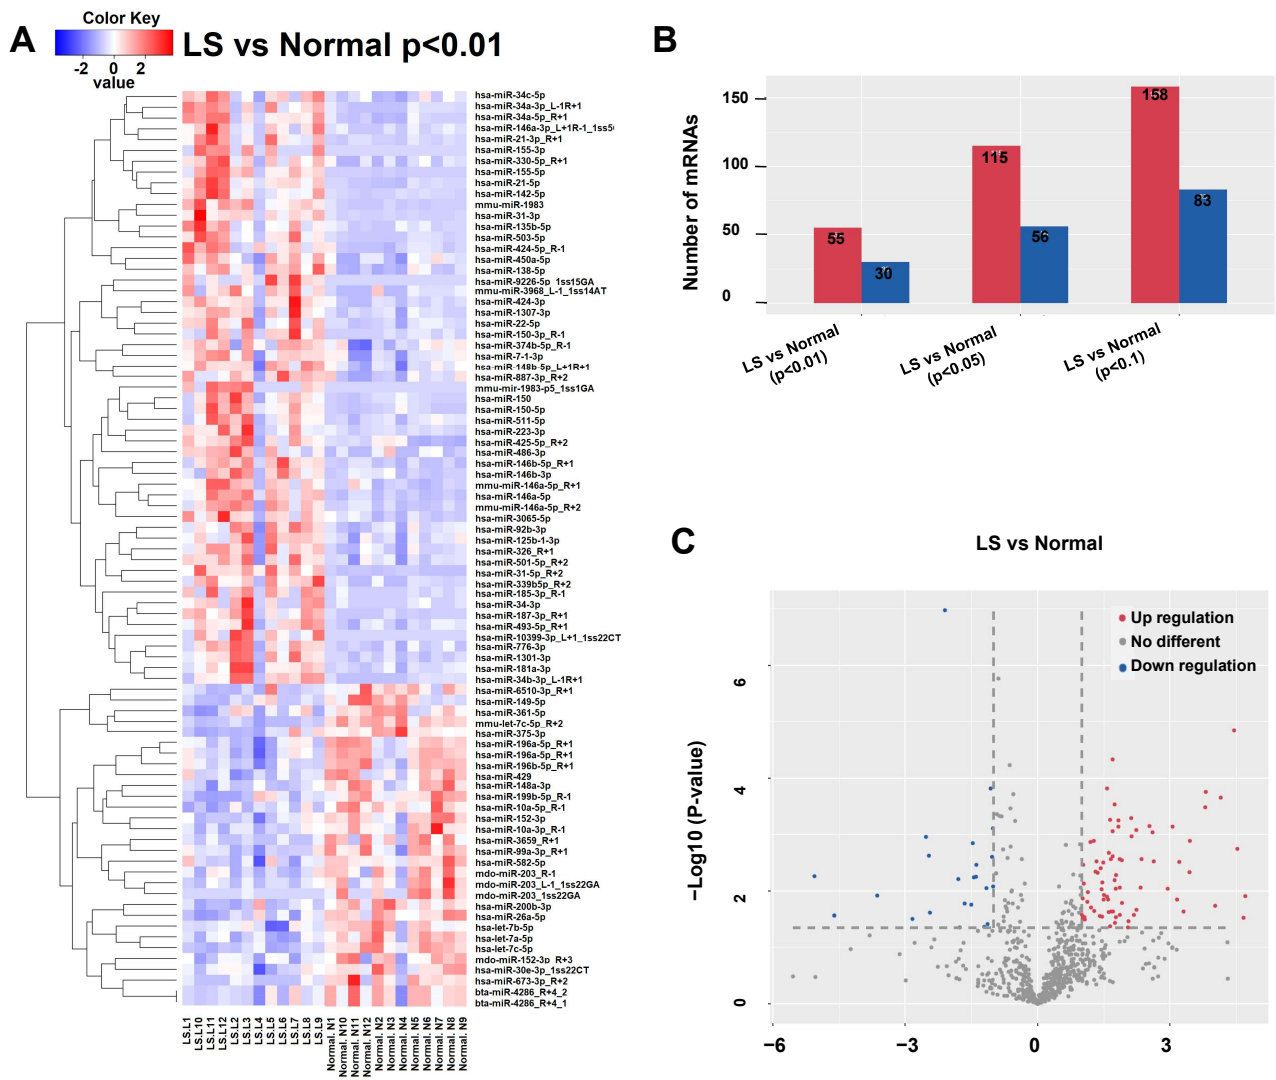 A
Color Key
-2 0 2
value
LS vs Normal p<0.01
hsa-miR-34c-5p
hsa-miR-34a-3p_L-1R+1
hsa-miR-34a-5p_R+1
hsa-miR-146a-3p_L+1R-1_1ss5
hsa-miR-21-3p_R+1
hsa-miR-155-3p
hsa-miR-330-5p_R+1
hsa-miR-155-5p
hsa-miR-21-5p
hsa-miR-142-5p
mmu-miR-1983
hsa-miR-31-3p
hsa-miR-135b-5p
hsa-miR-503-5p
hsa-miR-424-5p_R-1
hsa-miR-450a-5p
hsa-miR-138-5p
hsa-miR-9226-5p_1ss15GA
mmu-miR-3968_L-1_1ss14AT
hsa-miR-424-3p
hsa-miR-1307-3p
hsa-miR-22-5p
hsa-miR-150-3p_R-1
hsa-miR-374b-5p_R-1
hsa-miR-7-1-3p
hsa-miR-148b-5p_L+1R+1
hsa-miR-887-3p_R+2
mmu-mir-1983-p5_1ss1GA
hsa-miR-150
hsa-miR-150-5p
hsa-miR-511-5p
hsa-miR-223-3p
hsa-miR-425-5p_R+2
hsa-miR-486-3p
hsa-miR-146b-5p_R+1
hsa-miR-146b-3p
mmu-miR-146a-5p_R+1
hsa-miR-146a-5p
mmu-miR-146a-5p_R+2
hsa-miR-3065-5p
hsa-miR-92b-3p
hsa-miR-125b-1-3p
hsa-miR-326_R+1
hsa-miR-501-5p_R+2
hsa-miR-31-5p_R+2
hsa-miR-339b5p_R+2
hsa-miR-185-3p_R-1
hsa-miR-34-3p
hsa-miR-187-3p_R+1
hsa-miR-493-5p_R+1
hsa-miR-10399-3p_L+1_1ss22CT
hsa-miR-776-3p
hsa-miR-1301-3p
hsa-miR-181a-3p
hsa-miR-34b-3p_L-1R+1
hsa-miR-6510-3p_R+1
hsa-miR-149-5p
hsa-miR-361-5p
mmu-let-7c-5p_R+2
hsa-miR-375-3p
hsa-miR-196a-5p_R+1
hsa-miR-196a-5p_R+1
hsa-miR-196b-5p_R+1
hsa-miR-429
hsa-miR-148a-3p
hsa-miR-199b-5p_R-1
hsa-miR-10a-5p_R-1
hsa-miR-152-3p
hsa-miR-10a-3p_R-1
hsa-miR-3659_R+1
hsa-miR-99a-3p_R+1
hsa-miR-582-5p
mdo-miR-203_R-1
mdo-miR-203_L-1_1ss22GA
mdo-miR-203_1ss22GA
hsa-miR-200b-3p
hsa-miR-26a-5p
hsa-let-7b-5p
hsa-let-7a-5p
hsa-let-7c-5p
mdo-miR-152-3p_R+3
hsa-miR-30e-3p_1ss22CT
hsa-miR-673-3p_R+2
bta-miR-4286_R+4_2
bta-miR-4286_R+4_1
LS.L1
LS.L10
LS.L11
LS.L12
LS.L2
LS.L3
LS.L4
LS.L5
LS.L6
LS.L7
LS.L8
LS.L9
Normal. N1
Normal. N10
Normal. N11
Normal. N12
Normal. N2
Normal. N3
Normal. N4
Normal. N5
Normal. N6
Normal. N7
Normal. N8
Normal. N9
B
Number of mRNAs
150
100
50
0
55
30
115
56
158
83
LS vs Normal
(p<0.01)
LS vs Normal
(p<0.05)
LS vs Normal
(p<0.1)
C
LS vs Normal
−Log10 (P-value)
6
4
2
0
Up regulation
No different
Down regulation
−6 −3 0 3